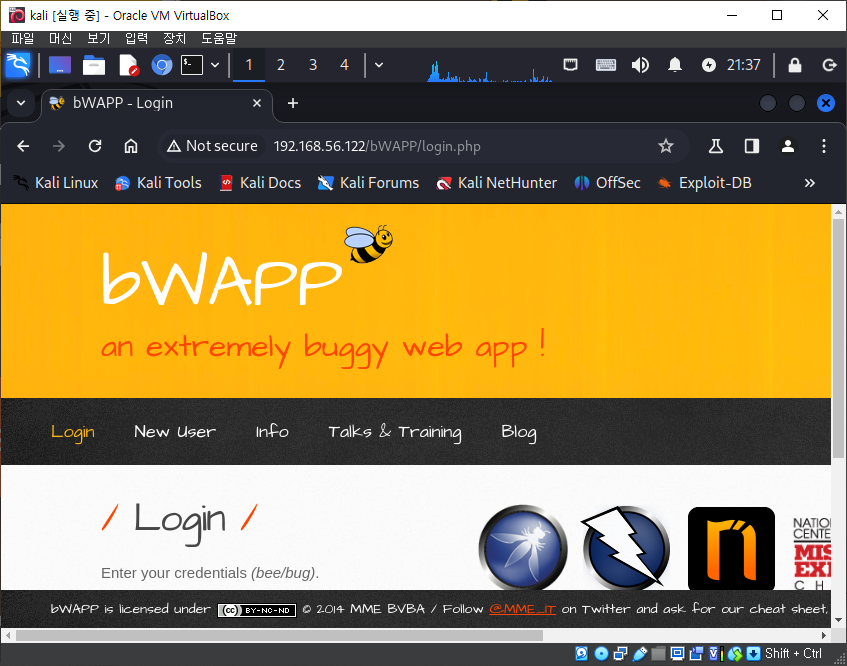 kali [실행 중] - Oracle VM VirtualBox
파일 머신 보기 입력 장치 도움말
1 2 3 4 21:37
bWAPP - Login
Not secure 192.168.56.122/bWAPP/login.php
Kali Linux Kali Tools Kali Docs Kali Forums Kali NetHunter OffSec Exploit-DB
bWAPP
an extremely buggy web app !
Login New User Info Talks & Training Blog
/ Login /
NATIO
CENTE
MIS
EXP
C H
Enter your credentials (bee/bug).
bWAPP is licensed under (cc) BY-NC-ND © 2014 MME BVBA / Follow @MME_IT on Twitter and ask for our cheat sheet,
Shift + Ctrl